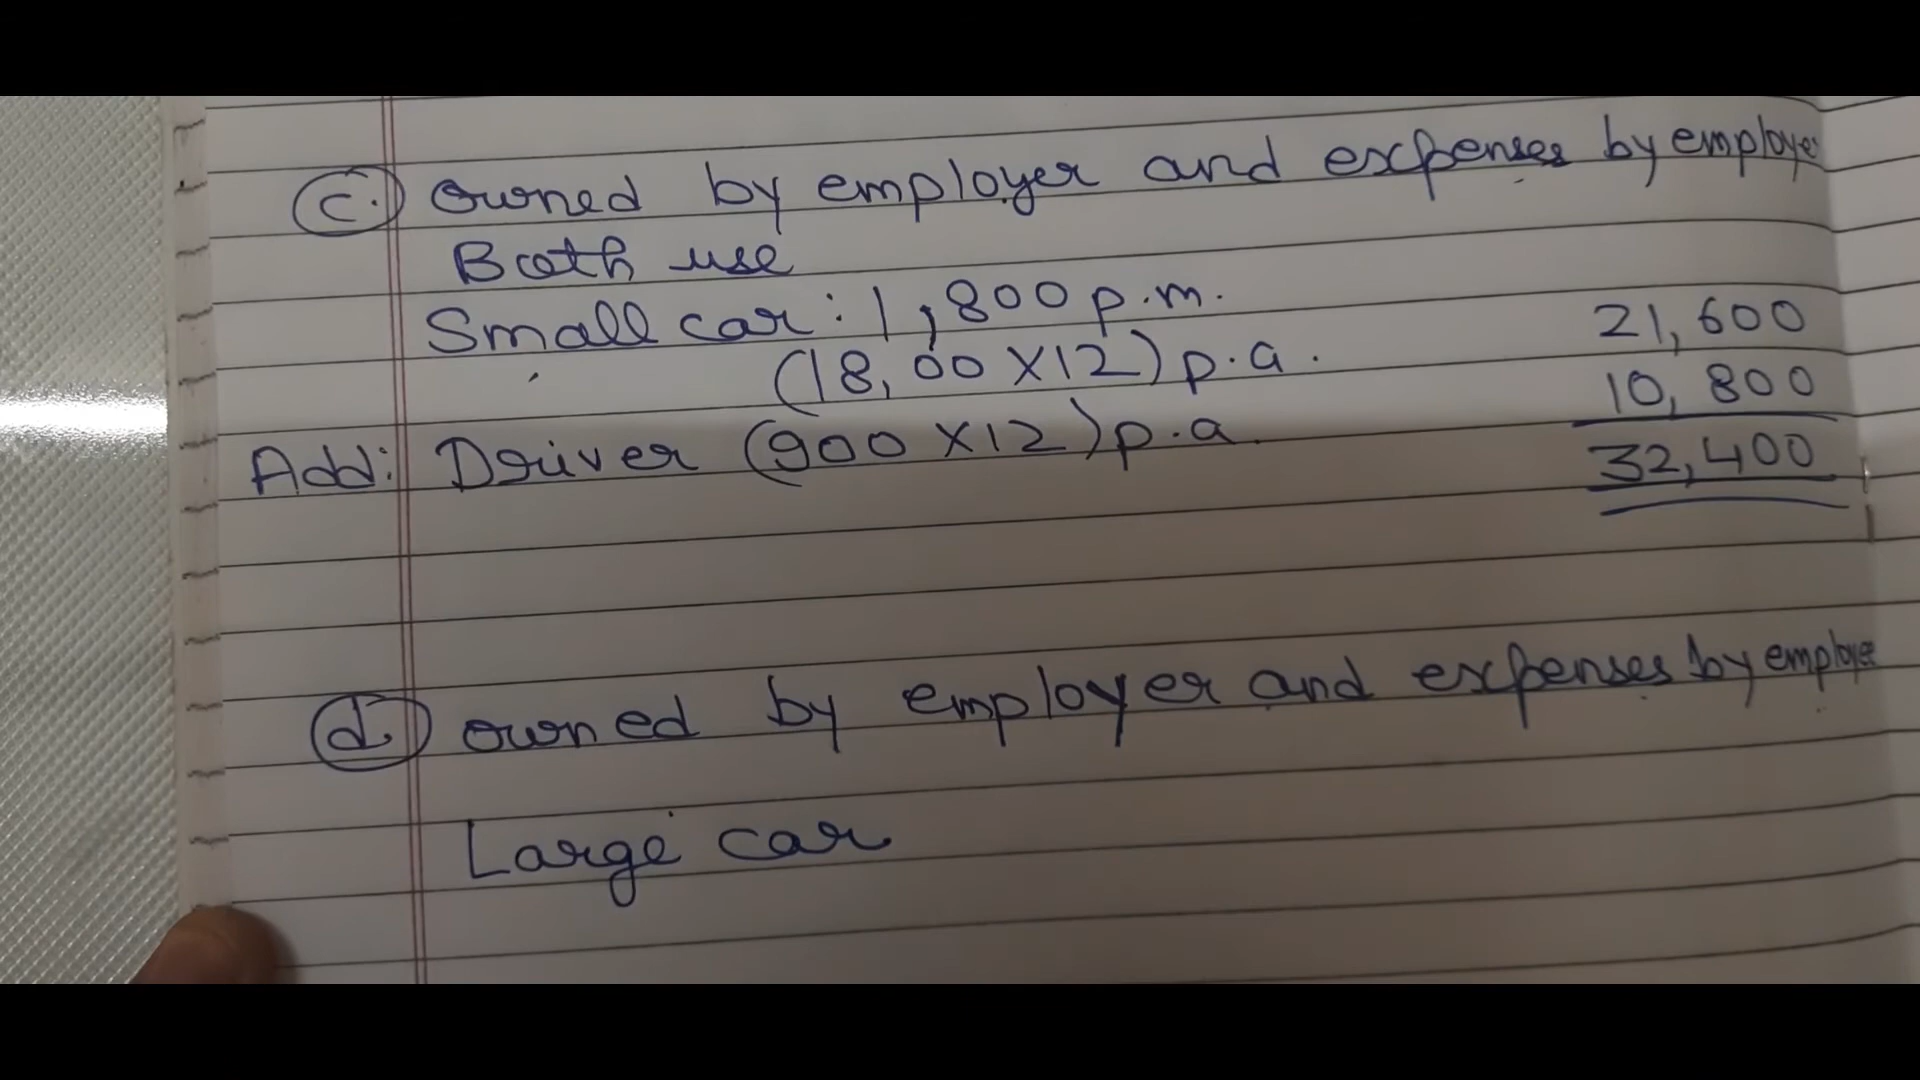 c. owned by employer and expenses by employer
Both use
Small car : 1,800 p.m.
(18,00 X12) p.a. 21,600
Add: Driver (900 X12) p.a. 10,800
32,400
d. owned by employer and expenses by employee
Large car